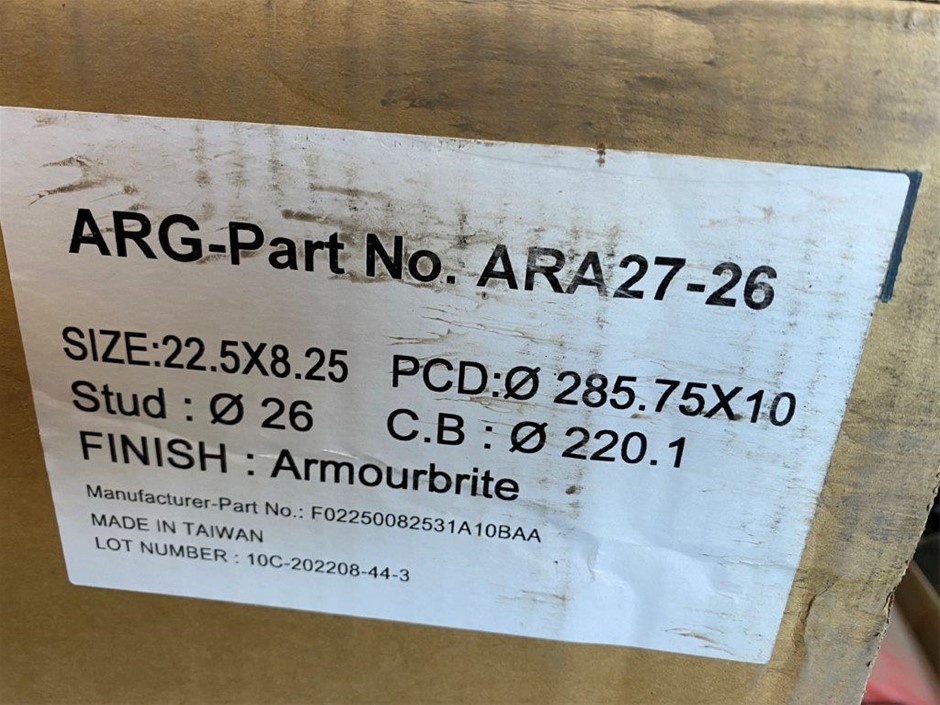 ARG-Part No. ARA27-26
SIZE:22.5X8.25 PCD:Ø 285.75X10
Stud : Ø 26 C.B : Ø 220.1
FINISH : Armourbrite
Manufacturer-Part No.: F02250082531A10BAA
MADE IN TAIWAN
LOT NUMBER : 10C-202208-44-3